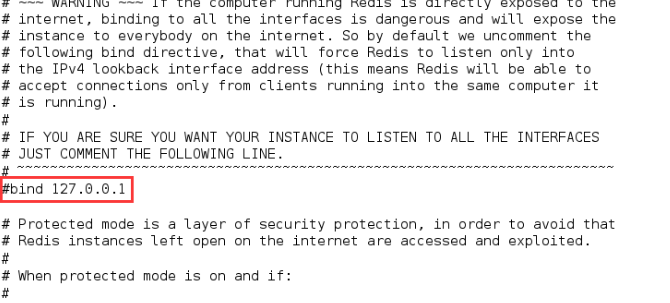 # ~~~ WARNING ~~~ If the computer running Redis is directly exposed to the
# internet, binding to all the interfaces is dangerous and will expose the
# instance to everybody on the internet. So by default we uncomment the
# following bind directive, that will force Redis to listen only into
# the IPv4 lookback interface address (this means Redis will be able to
# accept connections only from clients running into the same computer it
# is running).
#
# IF YOU ARE SURE YOU WANT YOUR INSTANCE TO LISTEN TO ALL THE INTERFACES
# JUST COMMENT THE FOLLOWING LINE.
# ~~~~~~~~~~~~~~~~~~~~~~~~~~~~~~~~~~~~~~~~~~~~~~~~~~~~~~~~~~~~~~~~~~~~~~~~
#bind 127.0.0.1
# Protected mode is a layer of security protection, in order to avoid that
# Redis instances left open on the internet are accessed and exploited.
#
# When protected mode is on and if:
#